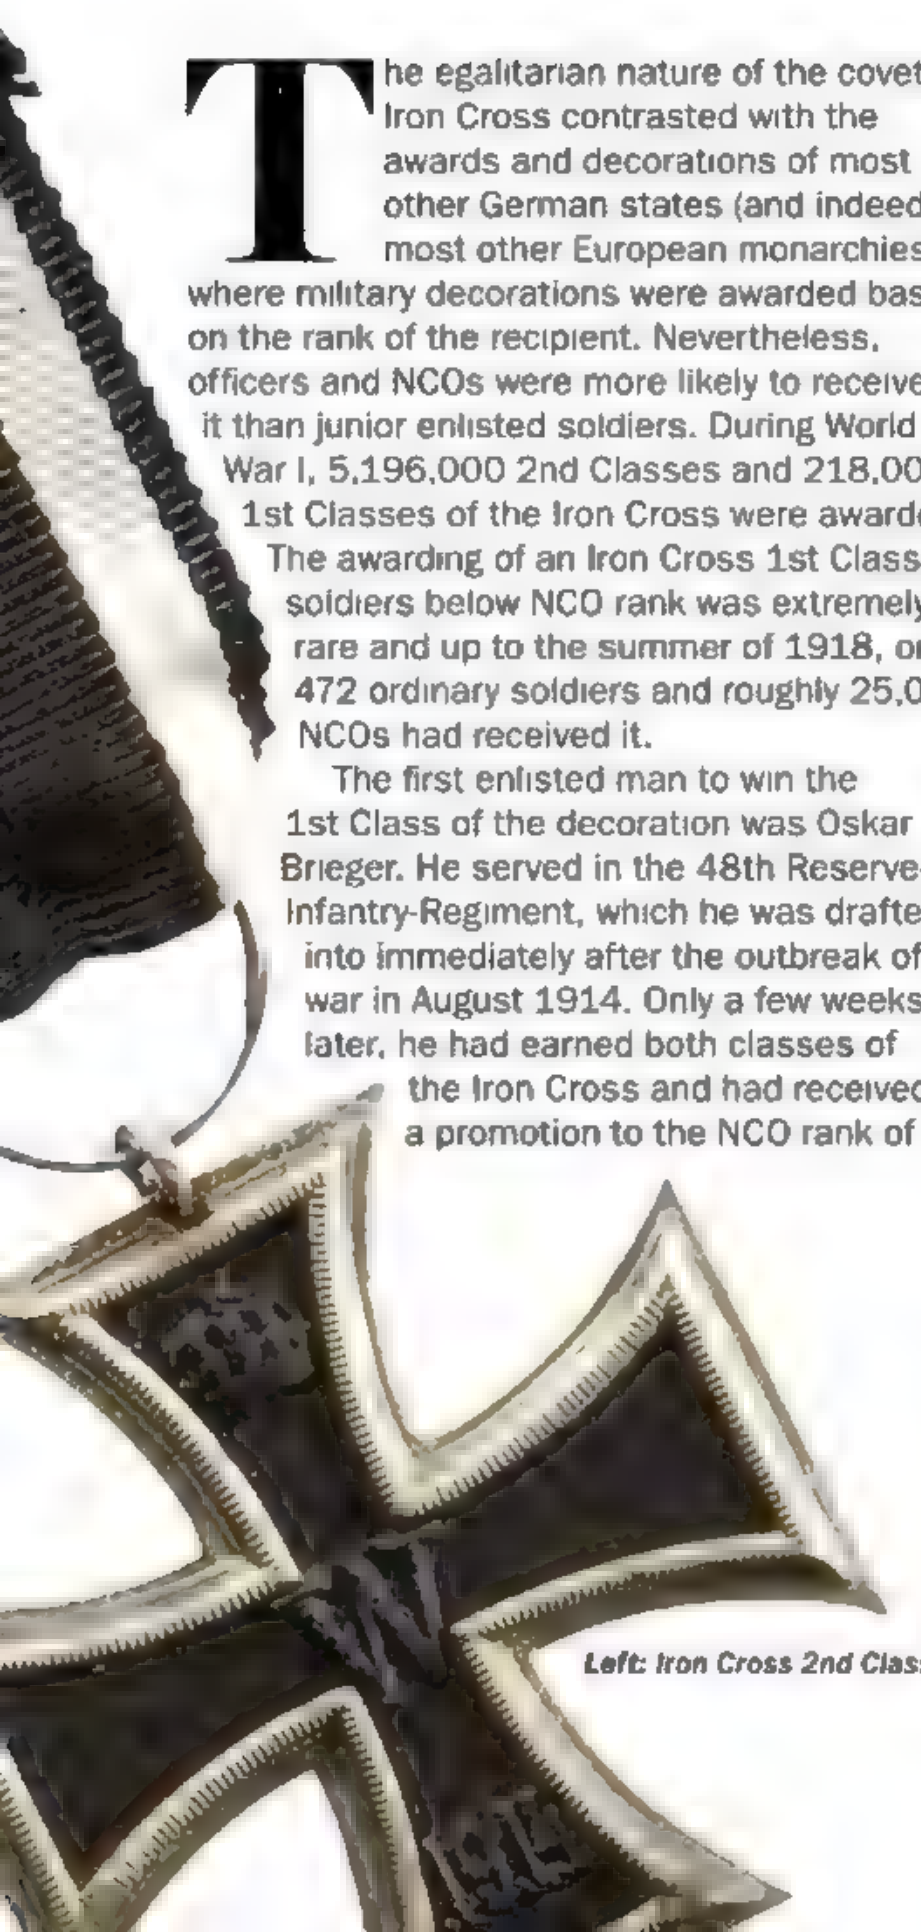 The egalitarian nature of the covet
Iron Cross contrasted with the
awards and decorations of most
other German states (and indeed
most other European monarchies
where military decorations were awarded bas
on the rank of the recipient. Nevertheless,
officers and NCOs were more likely to receive
it than junior enlisted soldiers. During World
War I, 5,196,000 2nd Classes and 218,00
1st Classes of the Iron Cross were awarde
The awarding of an Iron Cross 1st Class
soldiers below NCO rank was extremely
rare and up to the summer of 1918, on
472 ordinary soldiers and roughly 25,0
NCOs had received it.
The first enlisted man to win the
1st Class of the decoration was Oskar
Brieger. He served in the 48th Reserve-
Infantry-Regiment, which he was drafte
into immediately after the outbreak of
war in August 1914. Only a few weeks
later, he had earned both classes of
the Iron Cross and had received
a promotion to the NCO rank of
Left: Iron Cross 2nd Clas